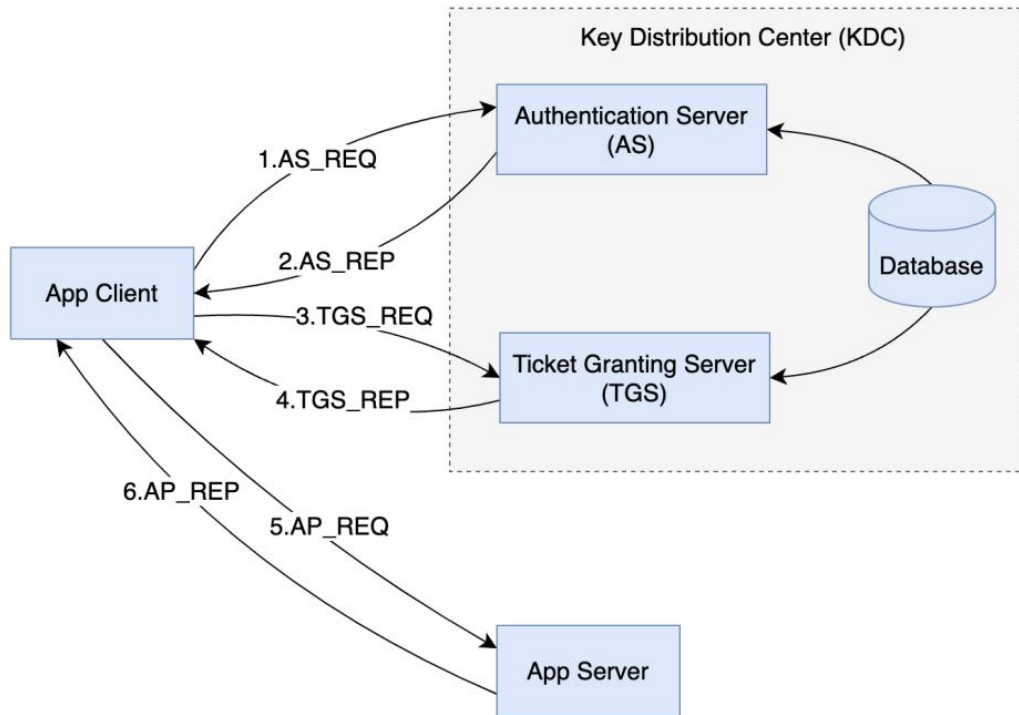 Key Distribution Center (KDC)
Authentication Server
(AS)
1.AS_REQ
2.AS_REP
Database
App Client
3.TGS_REQ
Ticket Granting Server
(TGS)
4.TGS_REP
6.AP_REP
5.AP_REQ
App Server